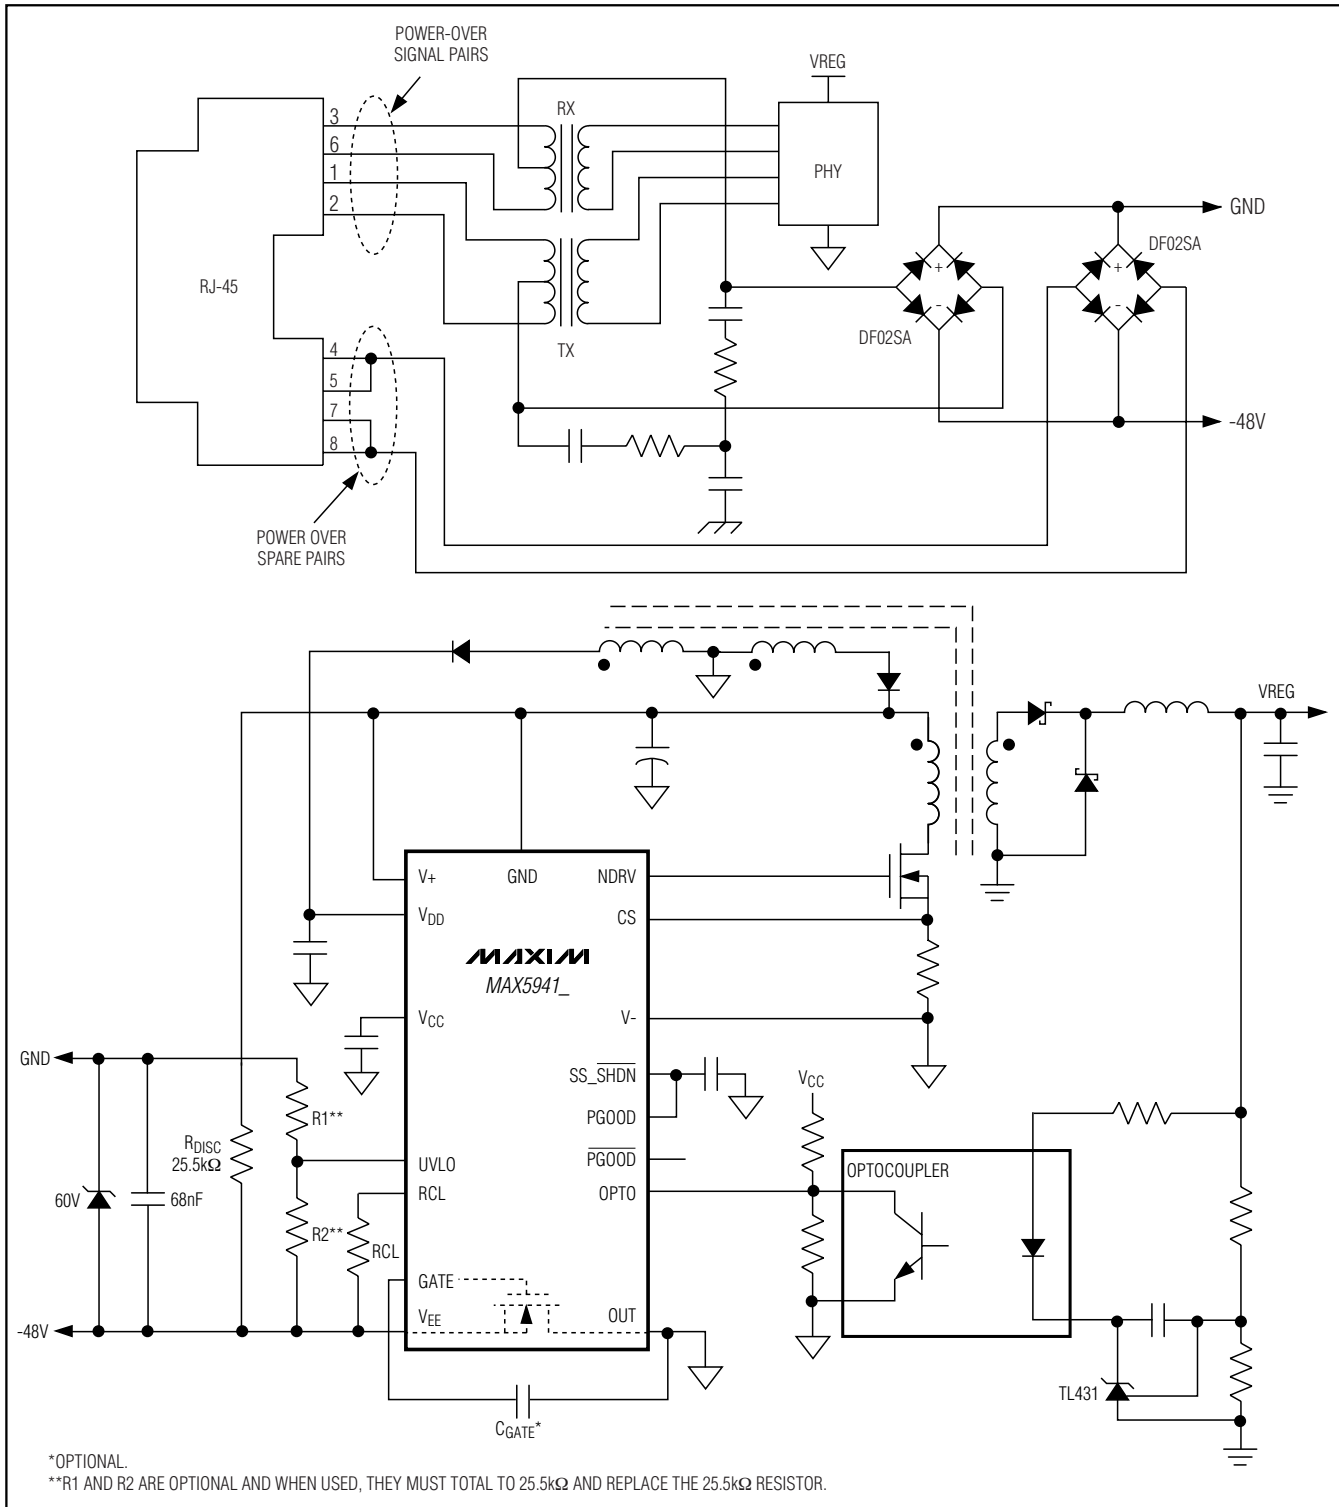 POWER-OVER
SIGNAL PAIRS
VREG
RX
3
6
1
2
PHY
GND
DF02SA
RJ-45
+
-
+
-
DF02SA
TX
4
5
7
8
-48V
POWER OVER
SPARE PAIRS
VREG
V+
GND
NDRV
VDD
CS
MAXIM
MAX5941_
VCC
V-
GND
SS_SHDN
VCC
R1**
PGOOD
RDISC
25.5kΩ
PGOOD
OPTOCOUPLER
UVLO
60V
68nF
RCL
OPTO
R2**
RCL
GATE
VEE
OUT
-48V
TL431
CGATE*
*OPTIONAL.
**R1 AND R2 ARE OPTIONAL AND WHEN USED, THEY MUST TOTAL TO 25.5kΩ AND REPLACE THE 25.5kΩ RESISTOR.